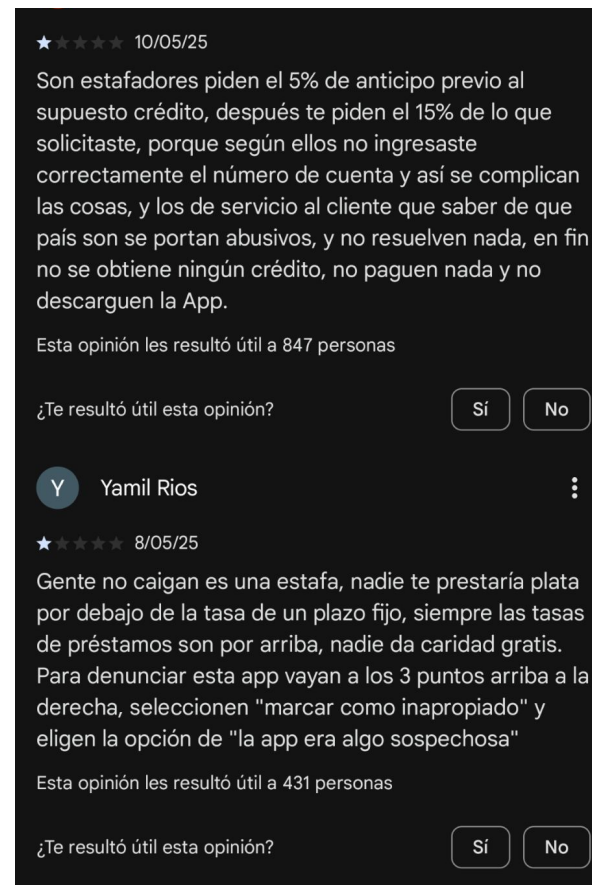 10/05/25
Son estafadores piden el 5% de anticipo previo al
supuesto crédito, después te piden el 15% de lo que
solicitaste, porque según ellos no ingresaste
correctamente el número de cuenta y así se complican
las cosas, y los de servicio al cliente que saber de que
país son se portan abusivos, y no resuelven nada, en fin
no se obtiene ningún crédito, no paguen nada y no
descarguen la App.
Esta opinión les resultó útil a 847 personas
¿Te resultó útil esta opinión? Sí No
Y Yamil Rios
8/05/25
Gente no caigan es una estafa, nadie te prestaría plata
por debajo de la tasa de un plazo fijo, siempre las tasas
de préstamos son por arriba, nadie da caridad gratis.
Para denunciar esta app vayan a los 3 puntos arriba a la
derecha, seleccionen "marcar como inapropiado" y
eligen la opción de "la app era algo sospechosa"
Esta opinión les resultó útil a 431 personas
¿Te resultó útil esta opinión? Sí No